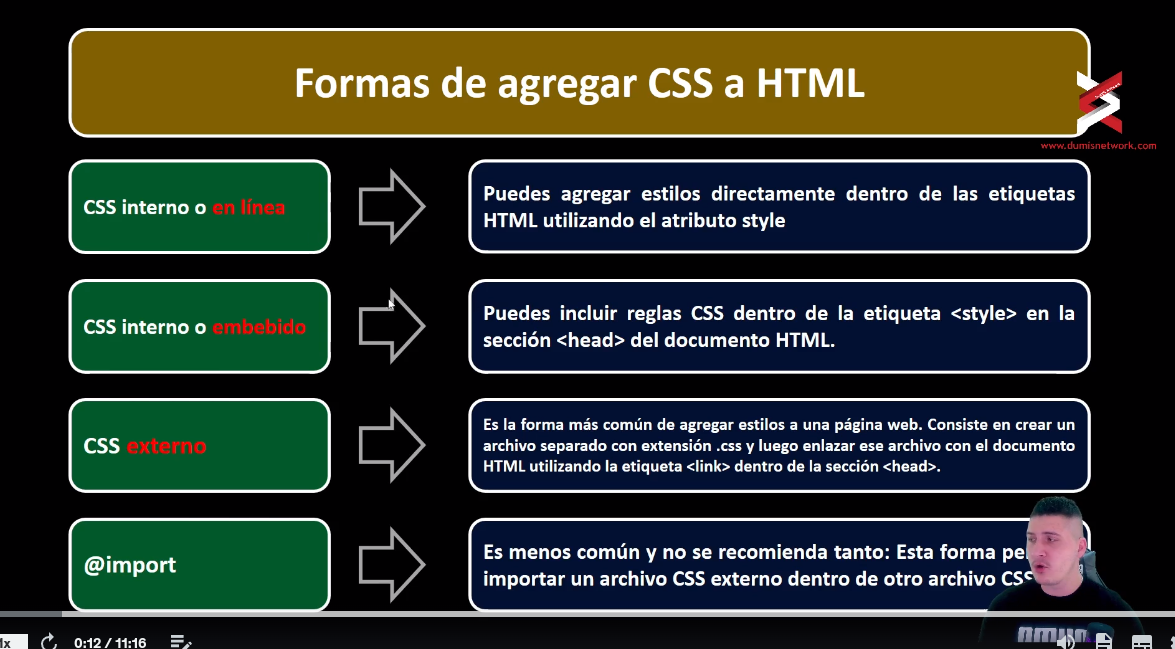 Formas de agregar CSS a HTML
www.dumisnetwork.com
CSS interno o en línea
Puedes agregar estilos directamente dentro de las etiquetas
HTML utilizando el atributo style
CSS interno o embebido
Puedes incluir reglas CSS dentro de la etiqueta <style> en la
sección <head> del documento HTML.
CSS externo
Es la forma más común de agregar estilos a una página web. Consiste en crear un
archivo separado con extensión .css y luego enlazar ese archivo con el documento
HTML utilizando la etiqueta <link> dentro de la sección <head>.
@import
Es menos común y no se recomienda tanto: Esta forma pe
importar un archivo CSS externo dentro de otro archivo CSS
1x
0:12 / 11:16